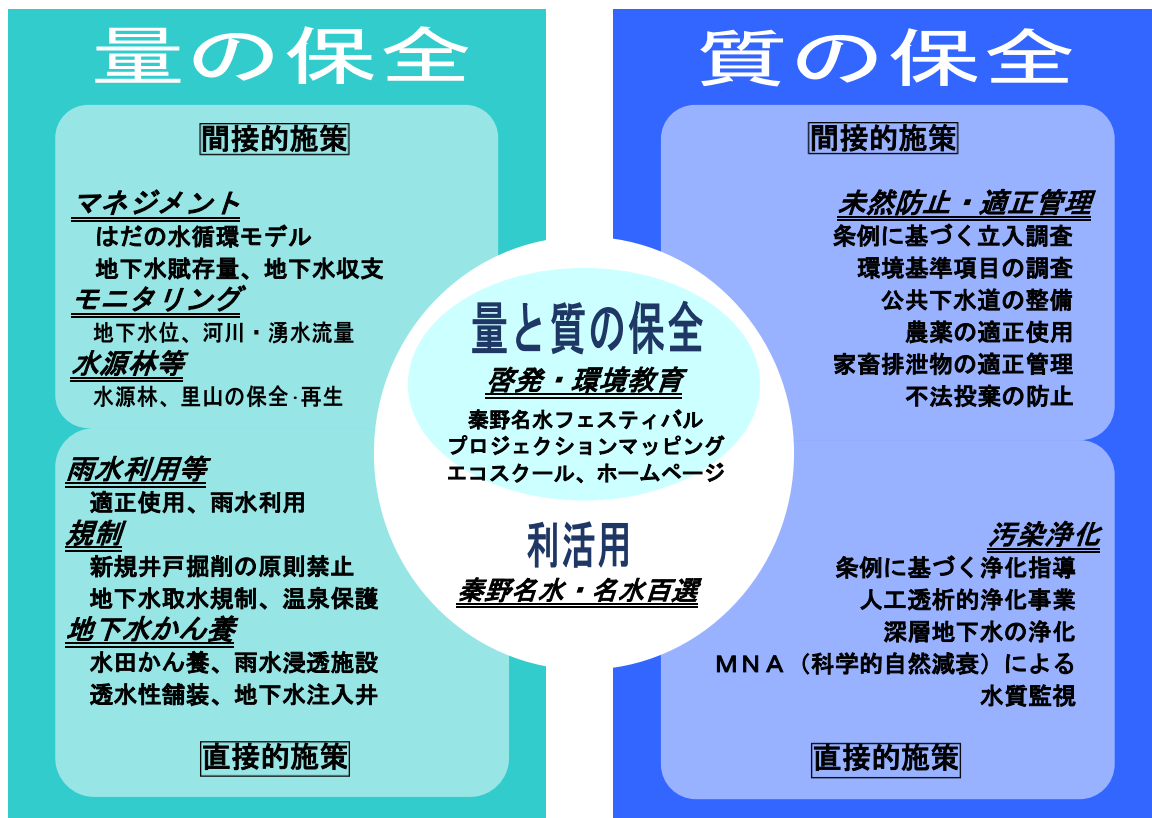 量の保全
間接的施策
マネジメント
はだの水循環モデル
地下水賦存量、地下水収支
モニタリング
地下水位、河川・湧水流量
水源林等
水源林、里山の保全・再生
雨水利用等
適正使用、雨水利用
規制
新規井戸掘削の原則禁止
地下水取水規制、温泉保護
地下水かん養
水田かん養、雨水浸透施設
透水性舗装、地下水注入井
直接的施策
量と質の保全
啓発・環境教育
秦野名水フェスティバル
プロジェクションマッピング
エコスクール、ホームページ
利活用
秦野名水・名水百選
質の保全
間接的施策
未然防止・適正管理
条例に基づく立入調査
環境基準項目の調査
公共下水道の整備
農薬の適正使用
家畜排泄物の適正管理
不法投棄の防止
汚染浄化
条例に基づく浄化指導
人工透析的浄化事業
深層地下水の浄化
ＭＮＡ（科学的自然減衰）による
水質監視
直接的施策